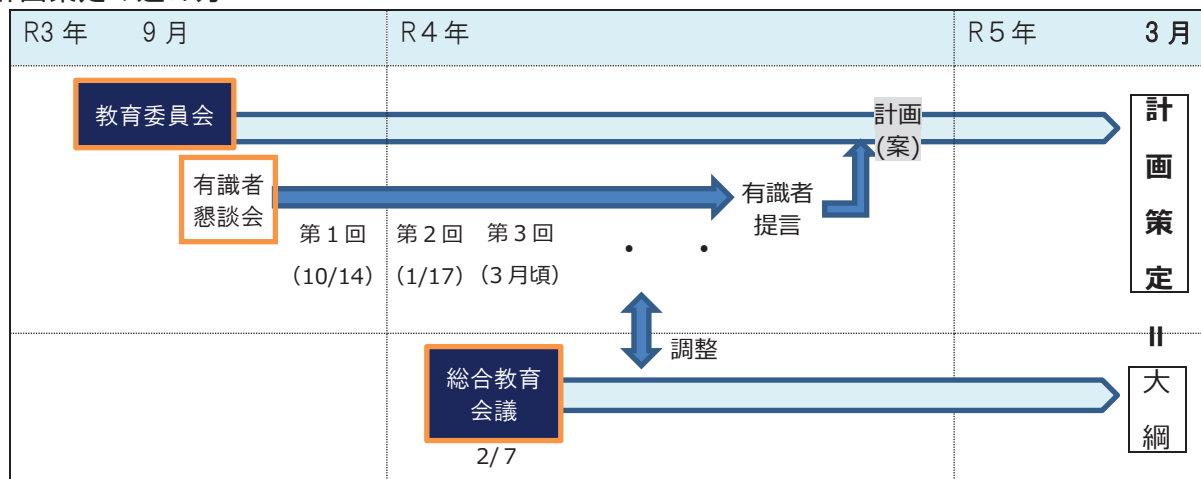 R3 年 9 月
R4年
R5年 3月
教育委員会
計画
(案)
有識者
懇談会
有識者
提言
第1回
(10/14)
第2回
(1/17)
第3回
(3月頃)
・ ・
調整
総合教育
会議
2/7
計
画
策
定
=
大
綱